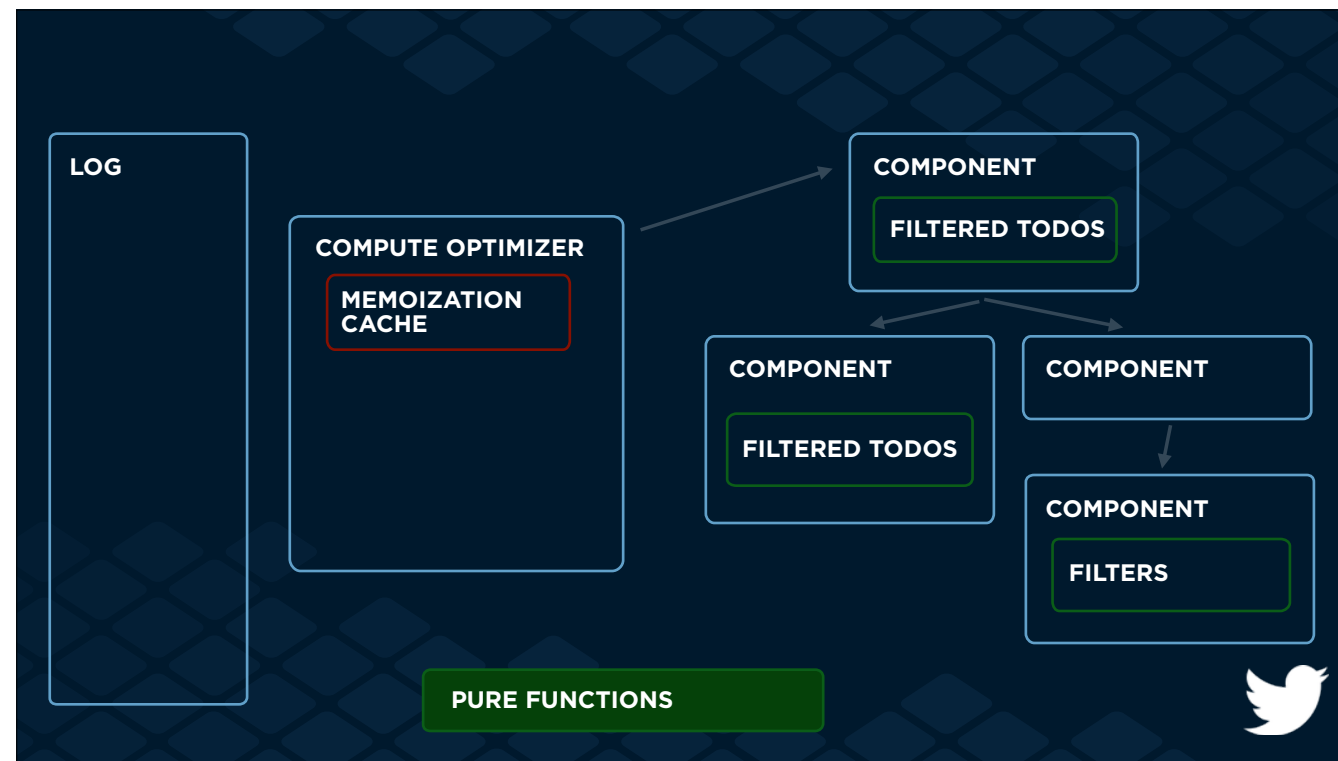 LOG
COMPUTE OPTIMIZER
MEMOIZATION
CACHE
COMPONENT
FILTERED TODOS
COMPONENT
FILTERED TODOS
COMPONENT
COMPONENT
FILTERS
PURE FUNCTIONS